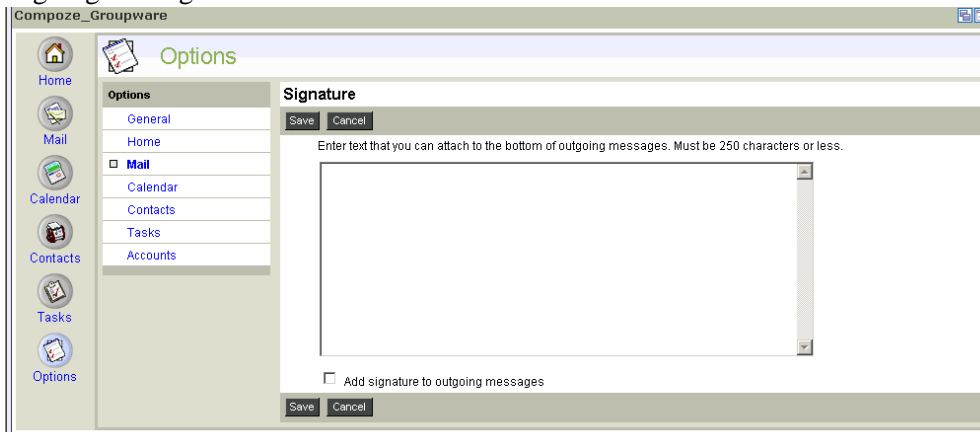 Compoze_Groupware
Options
Home
Options
Signature
General
Save Cancel
Mail
Home
Enter text that you can attach to the bottom of outgoing messages. Must be 250 characters or less.
Mail
Calendar
Calendar
Contacts
Tasks
Contacts
Accounts
Tasks
Options
Add signature to outgoing messages
Save Cancel